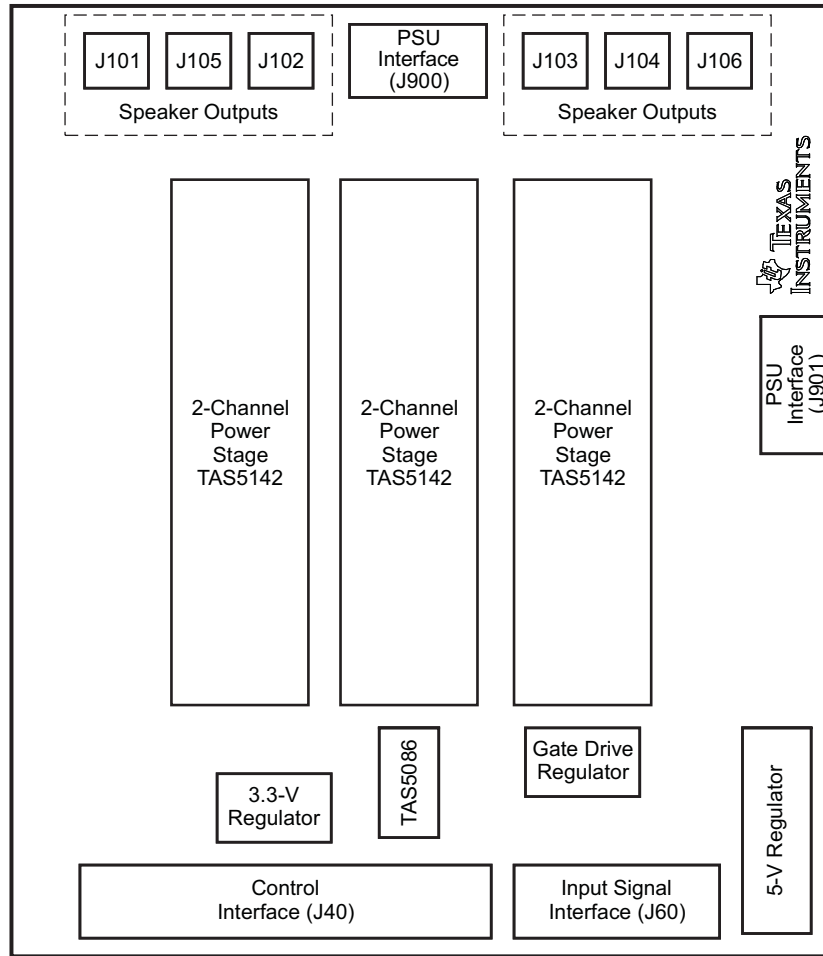 J101
J105
J102
Speaker Outputs
PSU
Interface
(J900)
J103
J104
J106
Speaker Outputs
TEXAS
INSTRUMENTS
2-Channel
Power
Stage
TAS5142
2-Channel
Power
Stage
TAS5142
2-Channel
Power
Stage
TAS5142
PSU
Interface
(J901)
3.3-V
Regulator
TAS5086
Gate Drive
Regulator
5-V Regulator
Control
Interface (J40)
Input Signal
Interface (J60)